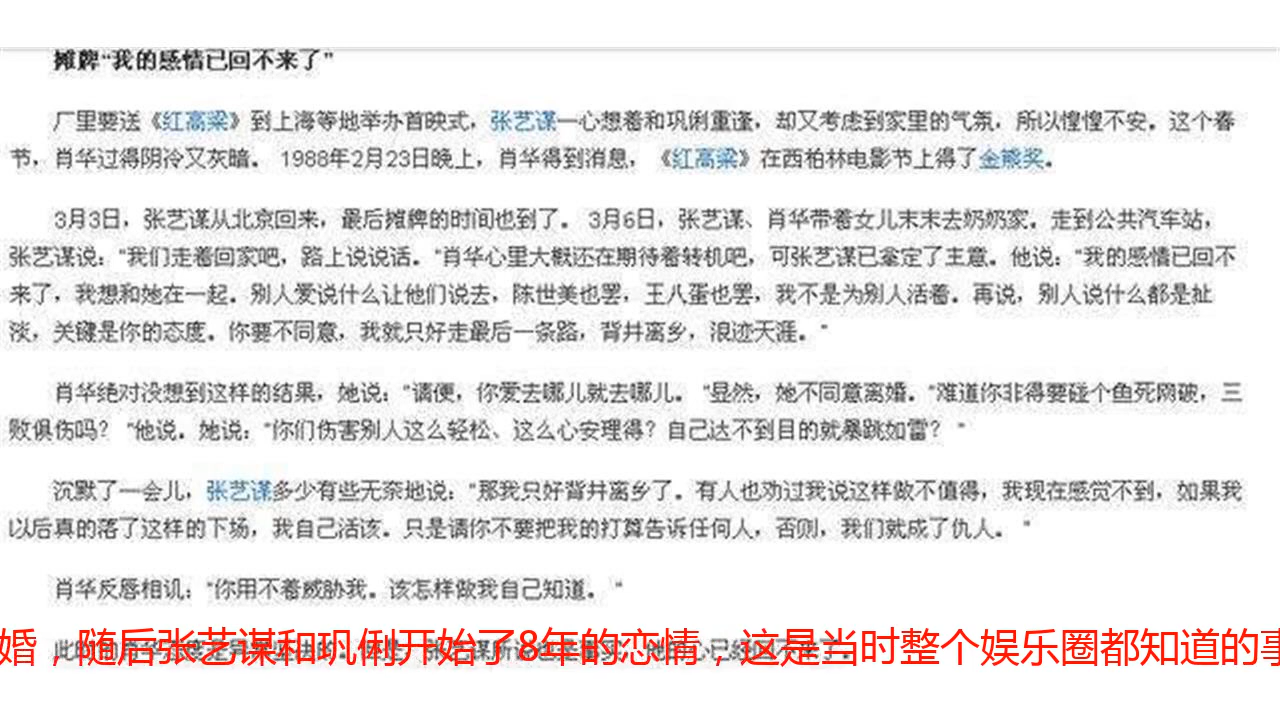 摊牌“我的感情已回不来了”
厂里要送《红高粱》到上海等地举办首映式，张艺谋一心想着和巩俐重逢，却又考虑到家里的气氛，所以惶惶不安。这个春
节，肖华过得阴冷又灰暗。 1988年2月23日晚上，肖华得到消息，《红高粱》在西柏林电影节上得了金熊奖。
3月3日，张艺谋从北京回来，最后摊牌的时间也到了。 3月6日，张艺谋、肖华带着女儿末末去奶奶家。走到公共汽车站，
张艺谋说：“我们走着回家吧，路上说说话。”肖华心里大概还在期待着转机吧，可张艺谋已拿定了主意。他说：“我的感情已回不
来了，我想和她在一起。别人爱说什么让他们说去，陈世美也罢，王八蛋也罢，我不是为别人活着。再说，别人说什么都是扯
淡，关键是你的态度。你要不同意，我就只好走最后一条路，背井离乡，浪迹天涯。”
肖华绝对没想到这样的结果，她说：“请便，你爱去哪儿就去哪儿。 ”显然，她不同意离婚。“难道你非得要碰个鱼死网破，三
败俱伤吗？ ”他说。她说：“你们伤害别人这么轻松、这么心安理得？自己达不到目的就暴跳如雷？ ”
沉默了一会儿，张艺谋多少有些无奈地说：“那我只好背井离乡了。有人也劝过我说这样做不值得，我现在感觉不到，如果我
以后真的落了这样的下场，我自己活该。只是请你不要把我的打算告诉任何人，否则，我们就成了仇人。 ”
肖华反唇相讥：“你用不着威胁我。该怎样做我自己知道。 ”
婚，随后张艺谋和巩俐开始了8年的恋情，这是当时整个娱乐圈都知道的事